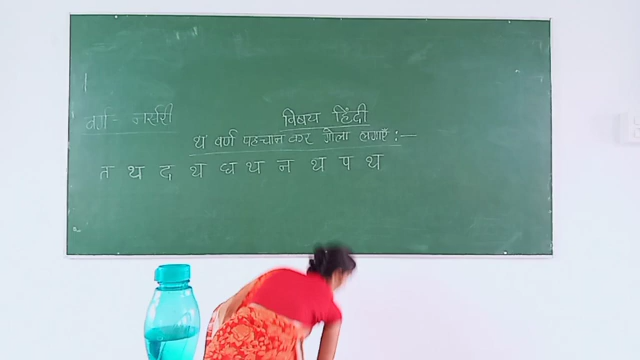 वर्ग- नर्सरी
विषय हिंदी
थ वर्ण पहचान कर गोला लगाएँ :—
त थ द थ ध थ न थ प थ